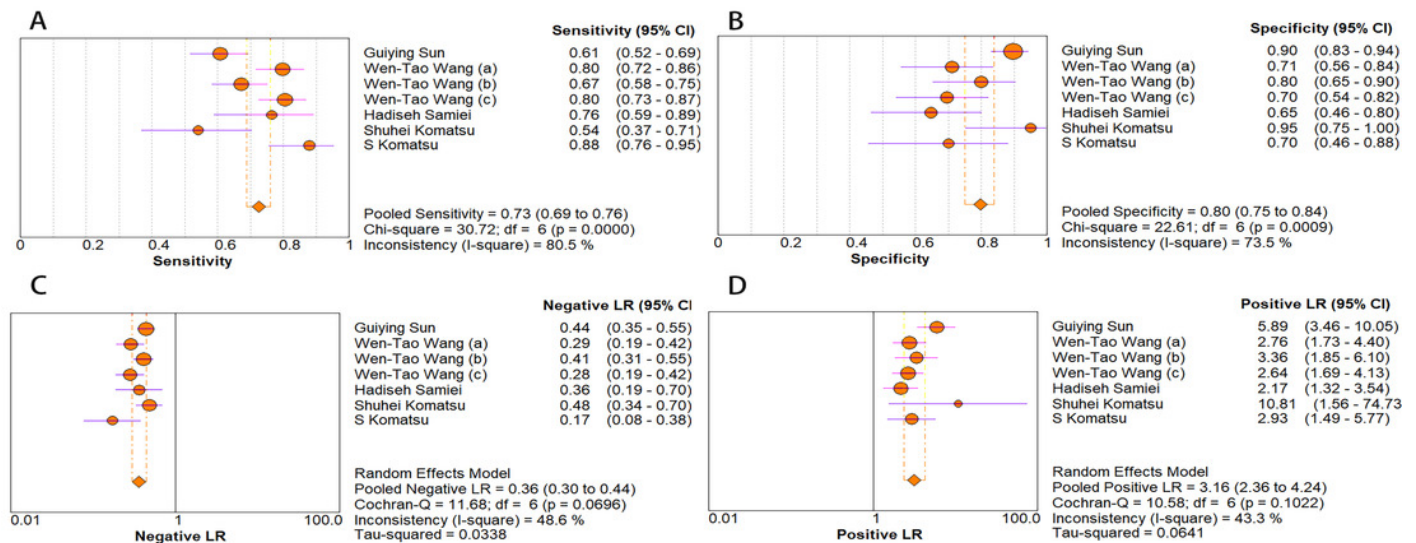 A
Sensitivity (95% CI)
Guiying Sun 0.61 (0.52 - 0.69)
Wen-Tao Wang (a) 0.80 (0.72 - 0.86)
Wen-Tao Wang (b) 0.67 (0.58 - 0.75)
Wen-Tao Wang (c) 0.80 (0.73 - 0.87)
Hadiseh Samiei 0.76 (0.59 - 0.89)
Shuhei Komatsu 0.54 (0.37 - 0.71)
S Komatsu 0.88 (0.76 - 0.95)
Pooled Sensitivity = 0.73 (0.69 to 0.76)
Chi-square = 30.72; df = 6 (p = 0.0000)
Inconsistency (I-square) = 80.5 %
0 0.2 0.4 0.6 0.8 1
Sensitivity
B
Specificity (95% CI)
Guiying Sun 0.90 (0.83 - 0.94)
Wen-Tao Wang (a) 0.71 (0.56 - 0.84)
Wen-Tao Wang (b) 0.80 (0.65 - 0.90)
Wen-Tao Wang (c) 0.70 (0.54 - 0.82)
Hadiseh Samiei 0.65 (0.46 - 0.80)
Shuhei Komatsu 0.95 (0.75 - 1.00)
S Komatsu 0.70 (0.46 - 0.88)
Pooled Specificity = 0.80 (0.75 to 0.84)
Chi-square = 22.61; df = 6 (p = 0.0009)
Inconsistency (I-square) = 73.5 %
0 0.2 0.4 0.6 0.8 1
Specificity
C
Negative LR (95% CI
Guiying Sun 0.44 (0.35 - 0.55)
Wen-Tao Wang (a) 0.29 (0.19 - 0.42)
Wen-Tao Wang (b) 0.41 (0.31 - 0.55)
Wen-Tao Wang (c) 0.28 (0.19 - 0.42)
Hadiseh Samiei 0.36 (0.19 - 0.70)
Shuhei Komatsu 0.48 (0.34 - 0.70)
S Komatsu 0.17 (0.08 - 0.38)
Random Effects Model
Pooled Negative LR = 0.36 (0.30 to 0.44)
Cochran-Q = 11.68; df = 6 (p = 0.0696)
Inconsistency (I-square) = 48.6 %
Tau-squared = 0.0338
0.01 1 100.0
Negative LR
D
Positive LR (95% CI)
Guiying Sun 5.89 (3.46 - 10.05)
Wen-Tao Wang (a) 2.76 (1.73 - 4.40)
Wen-Tao Wang (b) 3.36 (1.85 - 6.10)
Wen-Tao Wang (c) 2.64 (1.69 - 4.13)
Hadiseh Samiei 2.17 (1.32 - 3.54)
Shuhei Komatsu 10.81 (1.56 - 74.73
S Komatsu 2.93 (1.49 - 5.77)
Random Effects Model
Pooled Positive LR = 3.16 (2.36 to 4.24)
Cochran-Q = 10.58; df = 6 (p = 0.1022)
Inconsistency (I-square) = 43.3 %
Tau-squared = 0.0641
0.01 1 100.0
Positive LR